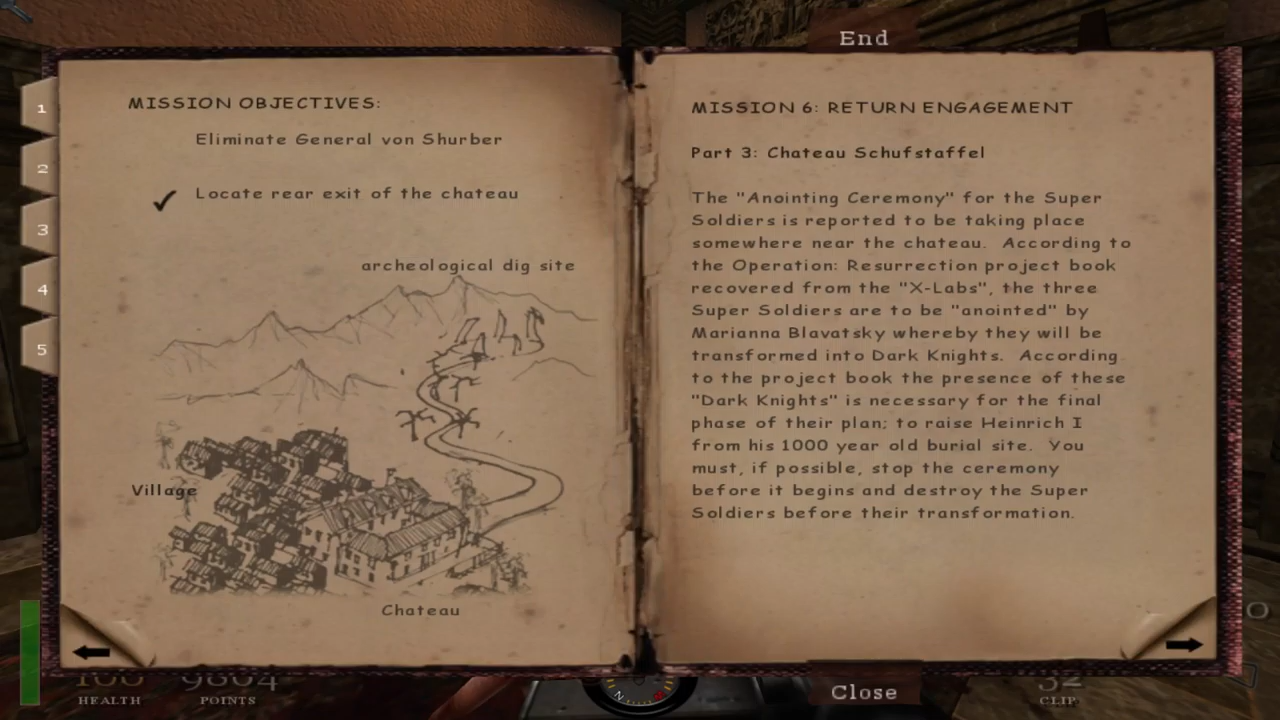 End
1
2
3
4
5
MISSION OBJECTIVES:
Eliminate General von Shurber
Locate rear exit of the chateau
archeological dig site
Village
Chateau
MISSION 6: RETURN ENGAGEMENT
Part 3: Chateau Schufstaffel
The "Anointing Ceremony" for the Super
Soldiers is reported to be taking place
somewhere near the chateau. According to
the Operation: Resurrection project book
recovered from the "X-Labs", the three
Super Soldiers are to be "anointed" by
Marianna Blavatsky whereby they will be
transformed into Dark Knights. According
to the project book the presence of these
"Dark Knights" is necessary for the final
phase of their plan; to raise Heinrich I
from his 1000 year old burial site. You
must, if possible, stop the ceremony
before it begins and destroy the Super
Soldiers before their transformation.
Close
HEALTH
POINTS
N
CLIP